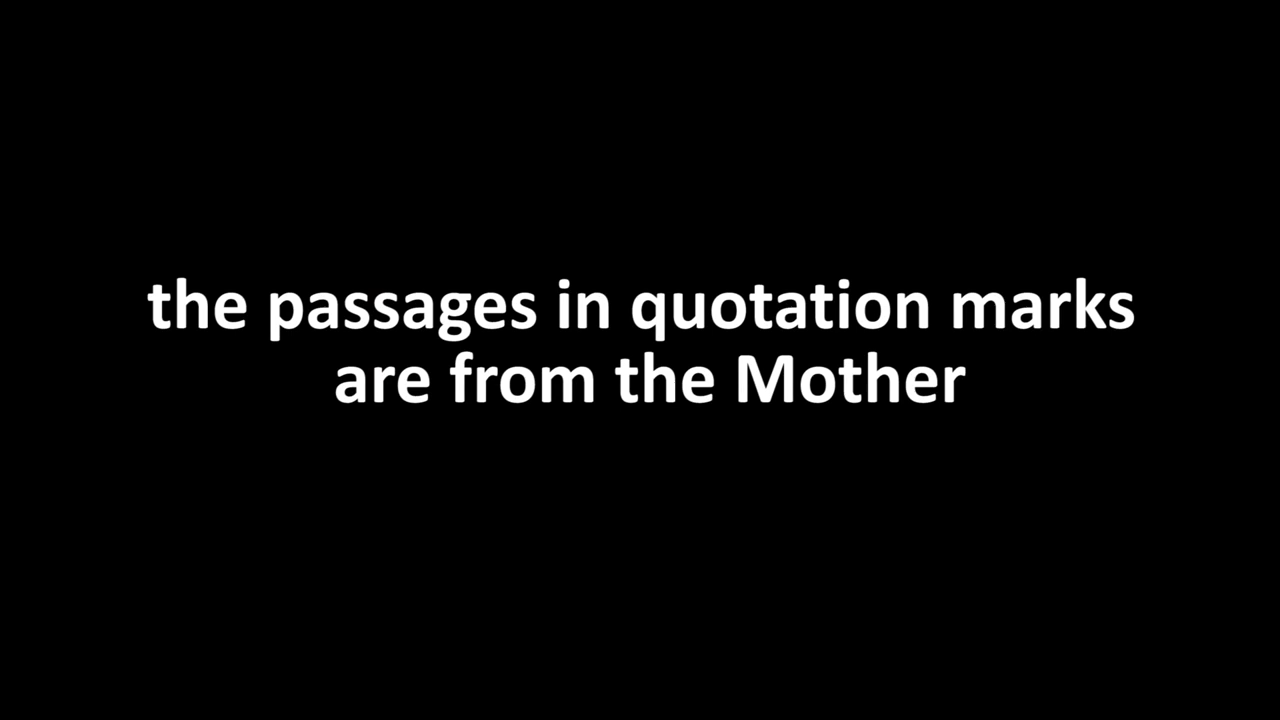 the passages in quotation marks
are from the Mother